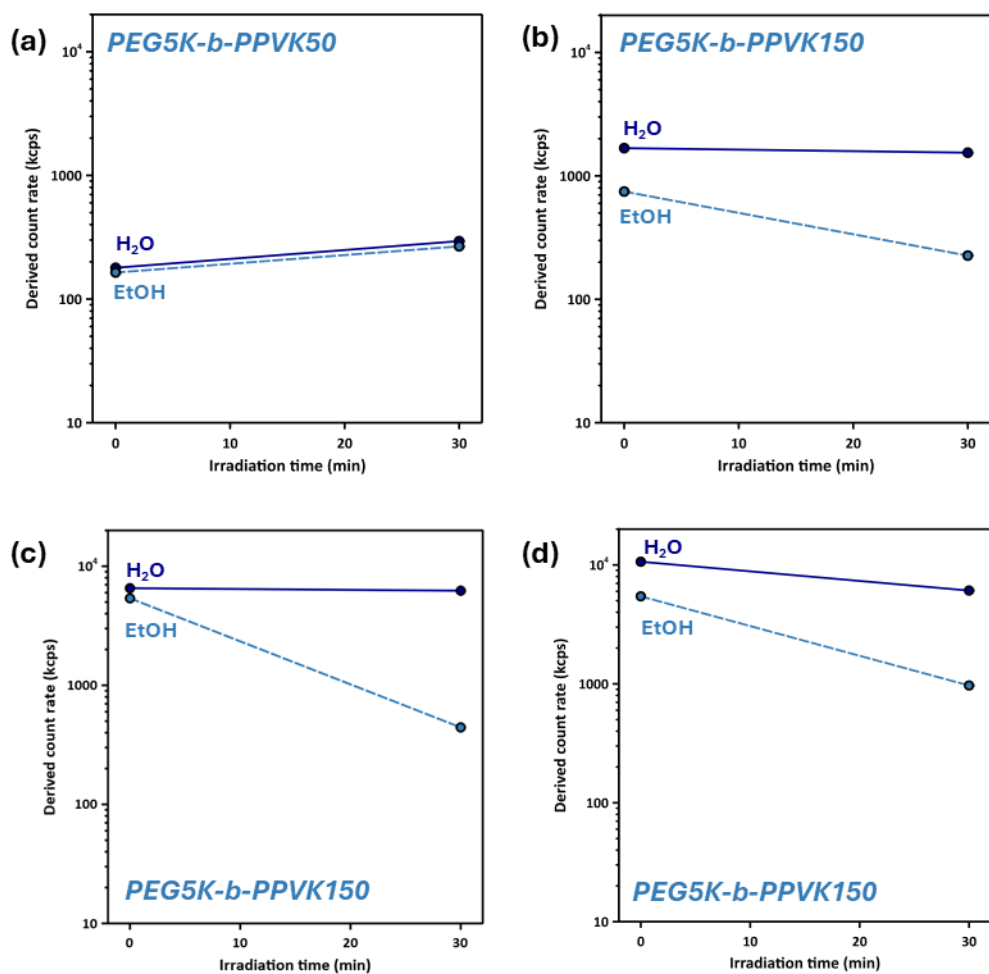 (a)
PEG5K-b-PPVK50
10⁴
1000
100
10
Derived count rate (kcps)
H₂O
EtOH
0 10 20 30
Irradiation time (min)
(b)
PEG5K-b-PPVK150
10⁴
1000
100
10
Derived count rate (kcps)
H₂O
EtOH
0 10 20 30
Irradiation time (min)
(c)
10⁴
1000
100
10
Derived count rate (kcps)
H₂O
EtOH
PEG5K-b-PPVK150
0 10 20 30
Irradiation time (min)
(d)
10⁴
1000
100
10
Derived count rate (kcps)
H₂O
EtOH
PEG5K-b-PPVK150
0 10 20 30
Irradiation time (min)